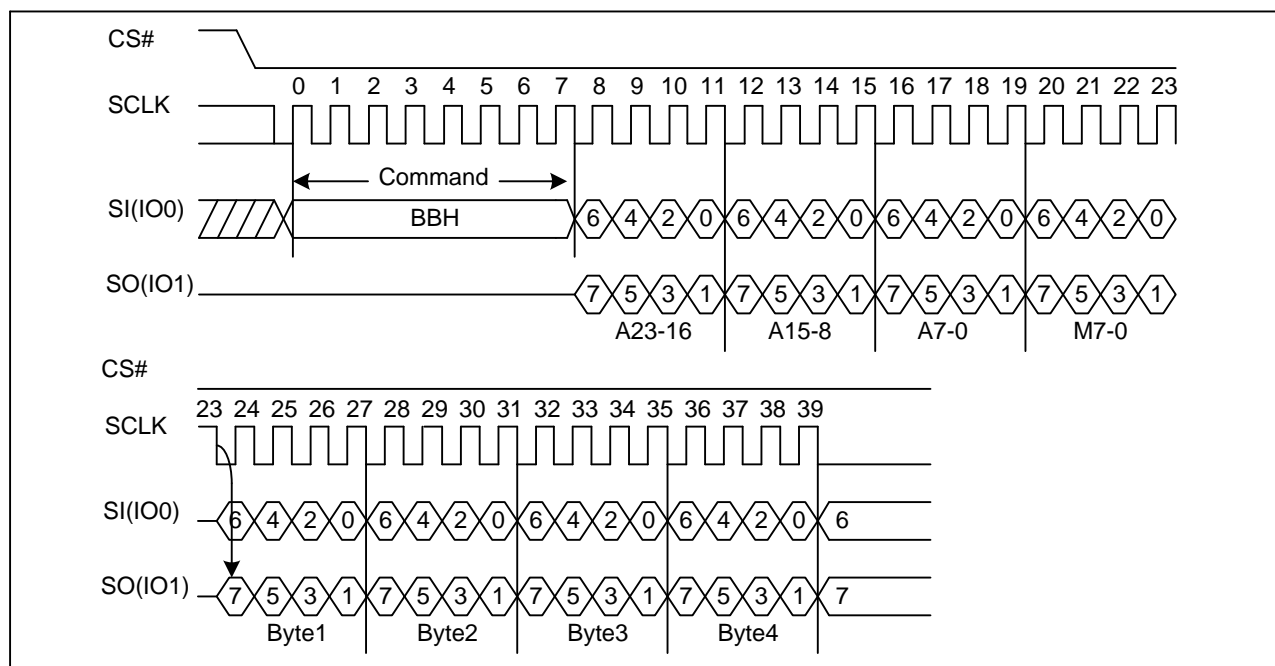 CS#
0 1 2 3 4 5 6 7 8 9 10 11 12 13 14 15 16 17 18 19 20 21 22 23
SCLK
Command
SI(IO0)
BBH
6 4 2 0 6 4 2 0 6 4 2 0 6 4 2 0
SO(IO1)
7 5 3 1 7 5 3 1 7 5 3 1 7 5 3 1
A23-16 A15-8 A7-0 M7-0
CS#
23 24 25 26 27 28 29 30 31 32 33 34 35 36 37 38 39
SCLK
SI(IO0)
6 4 2 0 6 4 2 0 6 4 2 0 6 4 2 0 6
SO(IO1)
7 5 3 1 7 5 3 1 7 5 3 1 7 5 3 1 7
Byte1 Byte2 Byte3 Byte4